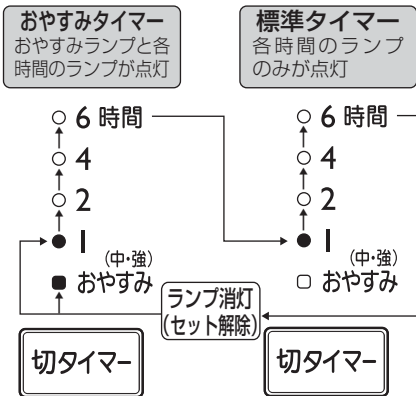 おやすみタイマー
おやすみランプと各
時間のランプが点灯
6 時間
4
2
1
(中・強)
おやすみ
切タイマー
標準タイマー
各時間のランプ
のみが点灯
6 時間
4
2
1
(中・強)
おやすみ
切タイマー
ランプ消灯
(セット解除)